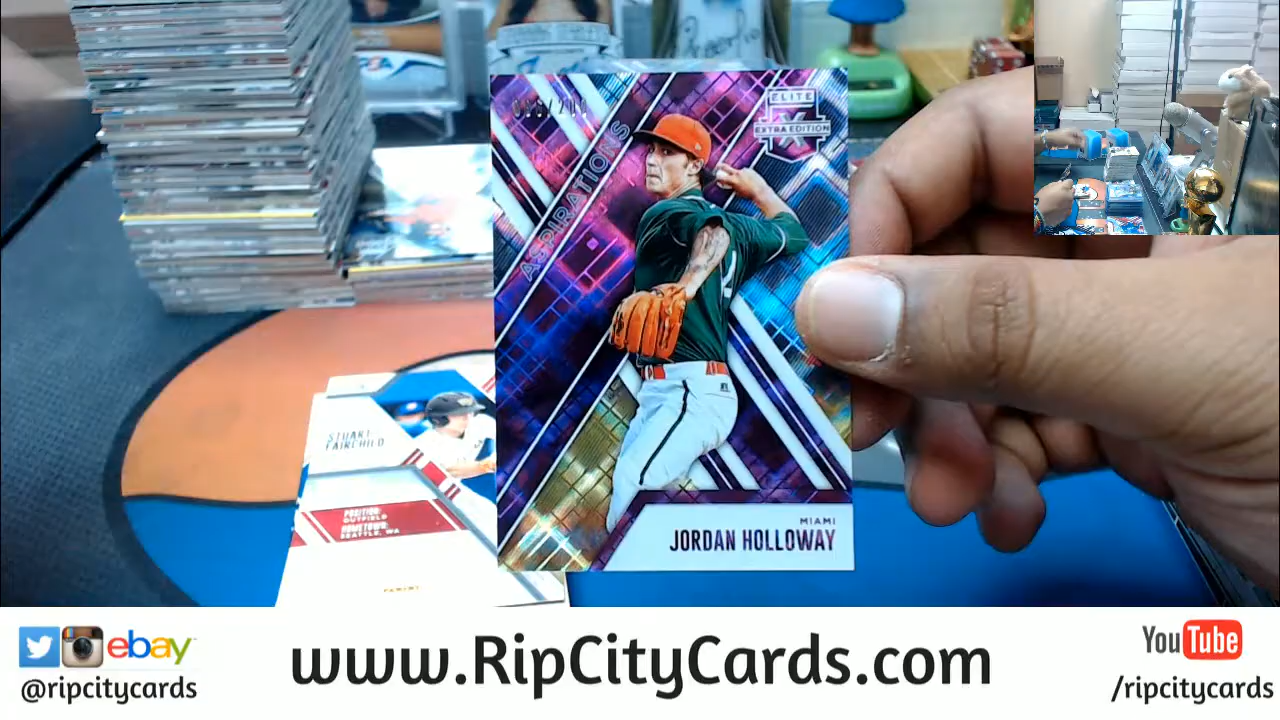 ELITE
EXTRA EDITION
ASPIRATIONS
MIAMI
JORDAN HOLLOWAY
STUART
FAIRCHILD
POSITION:
OUTFIELD
HOMETOWN:
SEATTLE, WA
PANINI
ebay
@ripcitycards
www.RipCityCards.com
YouTube
/ripcitycards